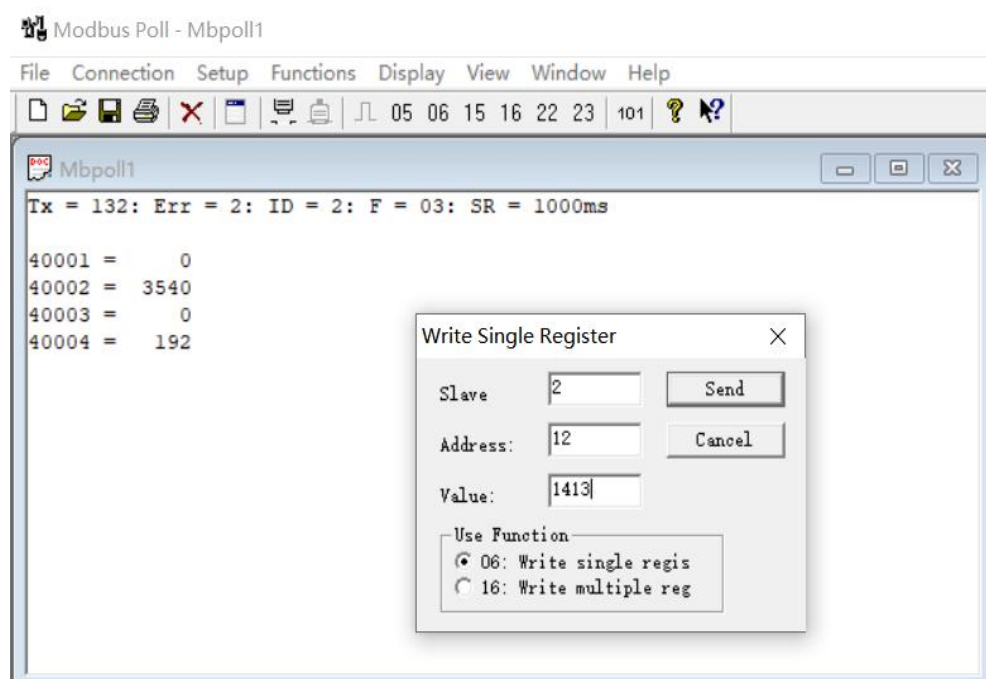 Modbus Poll - Mbpoll1
File Connection Setup Functions Display View Window Help
05 06 15 16 22 23 101
Mbpoll1
Tx = 132: Err = 2: ID = 2: F = 03: SR = 1000ms
40001 = 0
40002 = 3540
40003 = 0
40004 = 192
Write Single Register
Slave 2 Send
Address: 12 Cancel
Value: 1413
Use Function
06: Write single regis
16: Write multiple reg